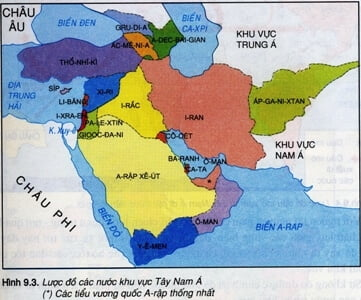 CHÂU
ÂU
BIỂN ĐEN
GRU-DI-A
BIỂN
CA-XPI
KHU VỰC
TRUNG Á
AC-MÊ-NI-A
A-DEC-BAI-GIAN
THỔ-NHĨ-KÌ
ĐỊA
TRUNG
HẢI
SÍP
XI-RI
LI-BĂNG
I-XRA-EN
PA-LE-XTIN
K. Xuy-ê
GIOOC-ĐA-NI
I-RẮC
I-RAN
ÁP-GA-NI-XTAN
CÔ-OÉT
KHU VỰC
NAM Á
BA-RANH
CA-TA
Ô-MAN
A-RẬP XÊ-ÚT
CHÂU PHI
BIỂN ĐỎ
Ô-MAN
Y-Ê-MEN
BIỂN A-RAP
Hình 9.3. Lược đồ các nước khu vực Tây Nam Á
(*) Các tiểu vương quốc A-rập thống nhất